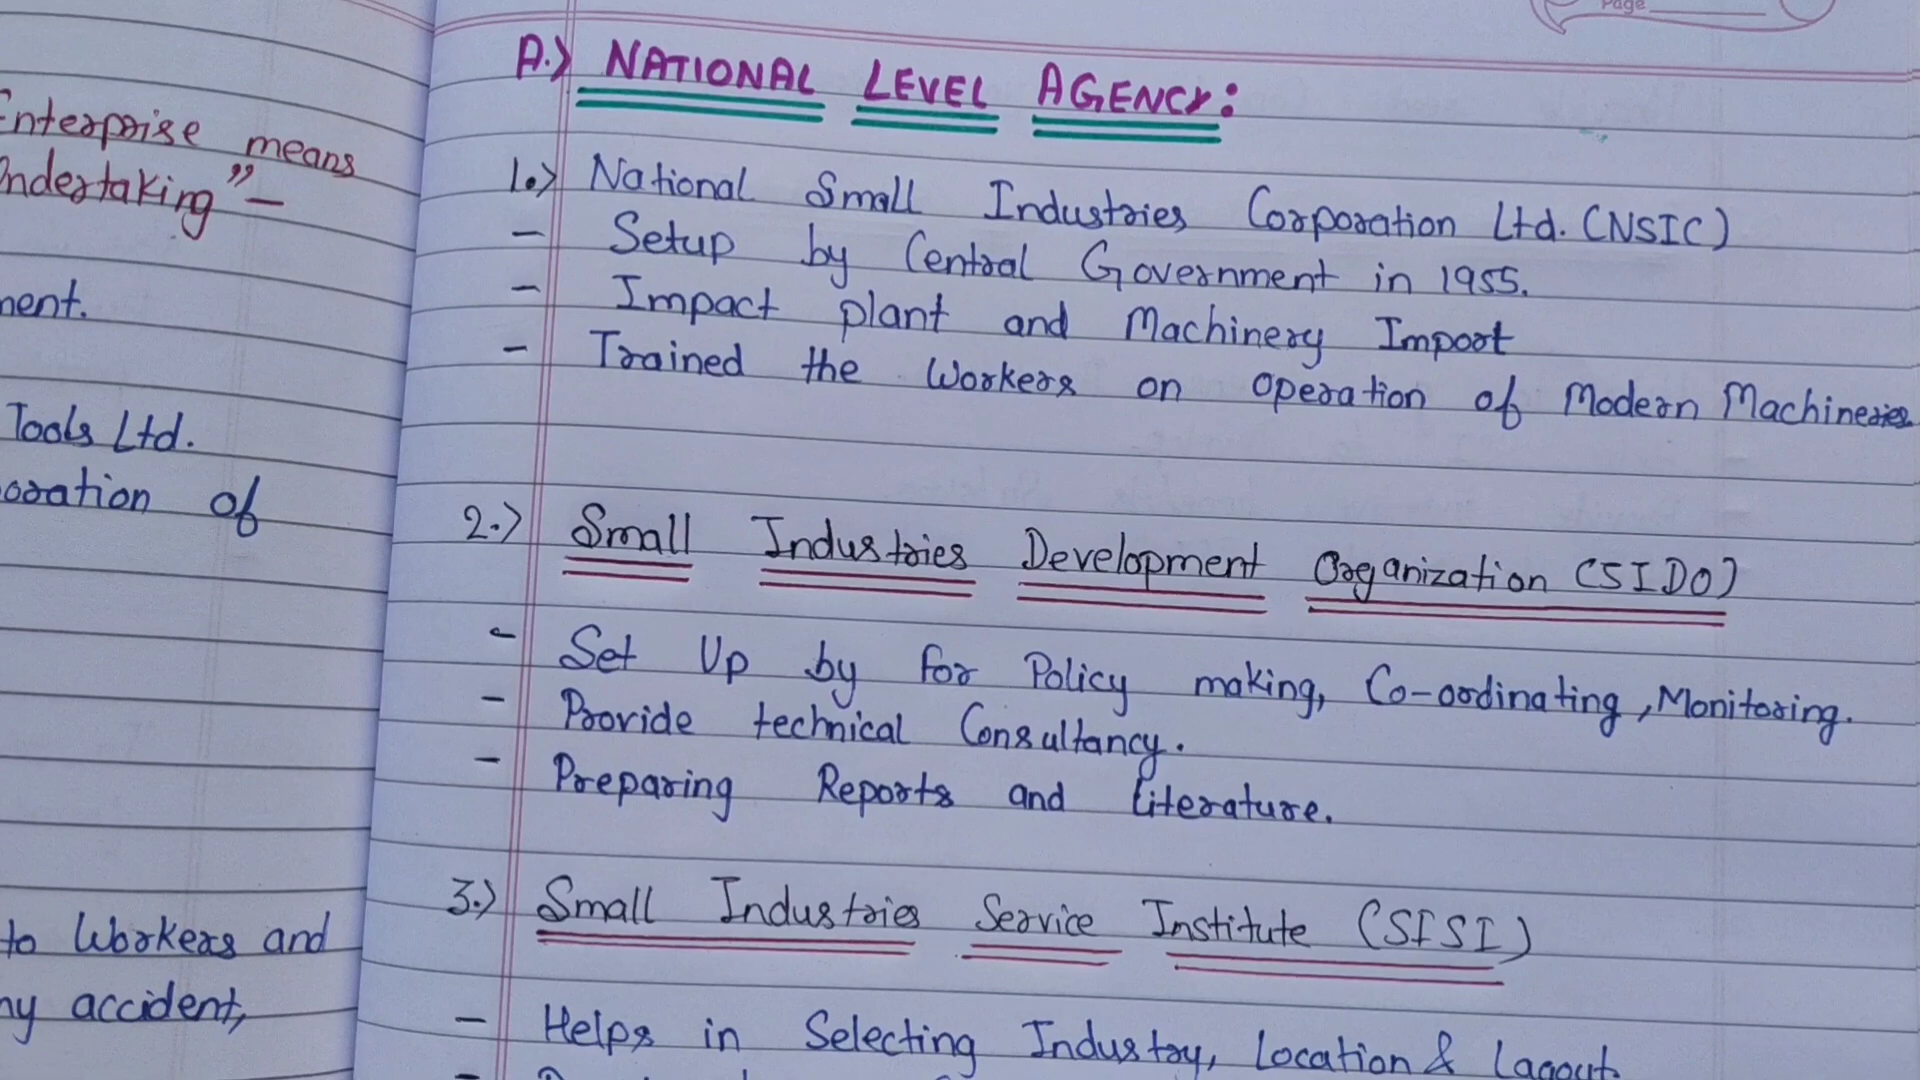 Page
Enterprise means
Undertaking" -
ment.
Tools Ltd.
oration of
to Workers and
ny accident,
A.) NATIONAL LEVEL AGENCY:
1.) National Small Industries Corporation Ltd. (NSIC)
- Setup by Central Government in 1955.
- Impact plant and Machinery Import
- Trained the Workers on Operation of Modern Machineries
2.) Small Industries Development Organization (SIDO)
- Set Up by for Policy making, Co-ordinating, Monitoring.
- Provide technical Consultancy.
- Preparing Reports and literature.
3.) Small Industries Service Institute (SISI)
- Helps in Selecting Industry, Location & Layout